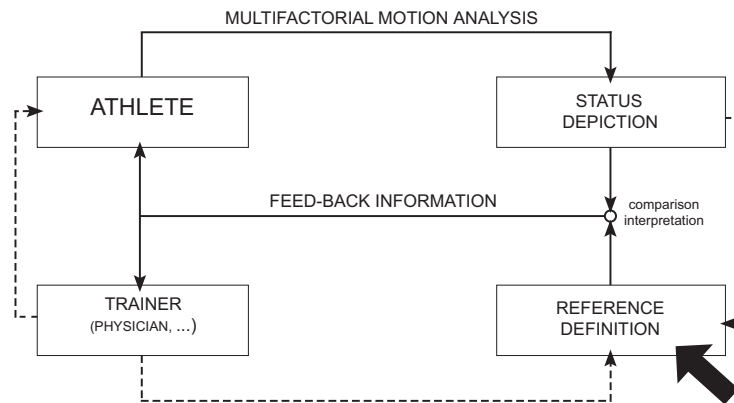 MULTIFACTORIAL MOTION ANALYSIS
ATHLETE
STATUS
DEPICTION
FEED-BACK INFORMATION
comparison
interpretation
TRAINER
(PHYSICIAN, ...)
REFERENCE
DEFINITION